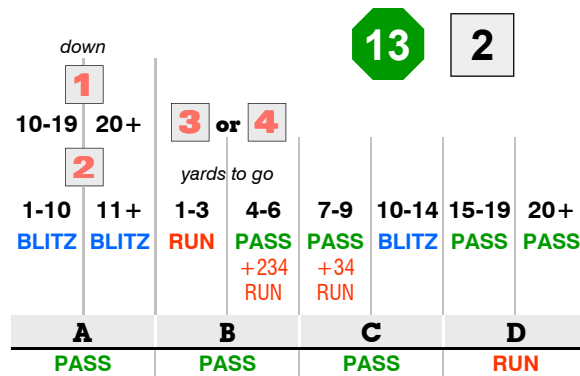 13 2
down
1
10-19 20+ 3 or 4
2 yards to go
1-10 11+ 1-3 4-6 7-9 10-14 15-19 20+
BLITZ BLITZ RUN PASS PASS BLITZ PASS PASS
+234 +34
RUN RUN
A B C D
PASS PASS PASS RUN